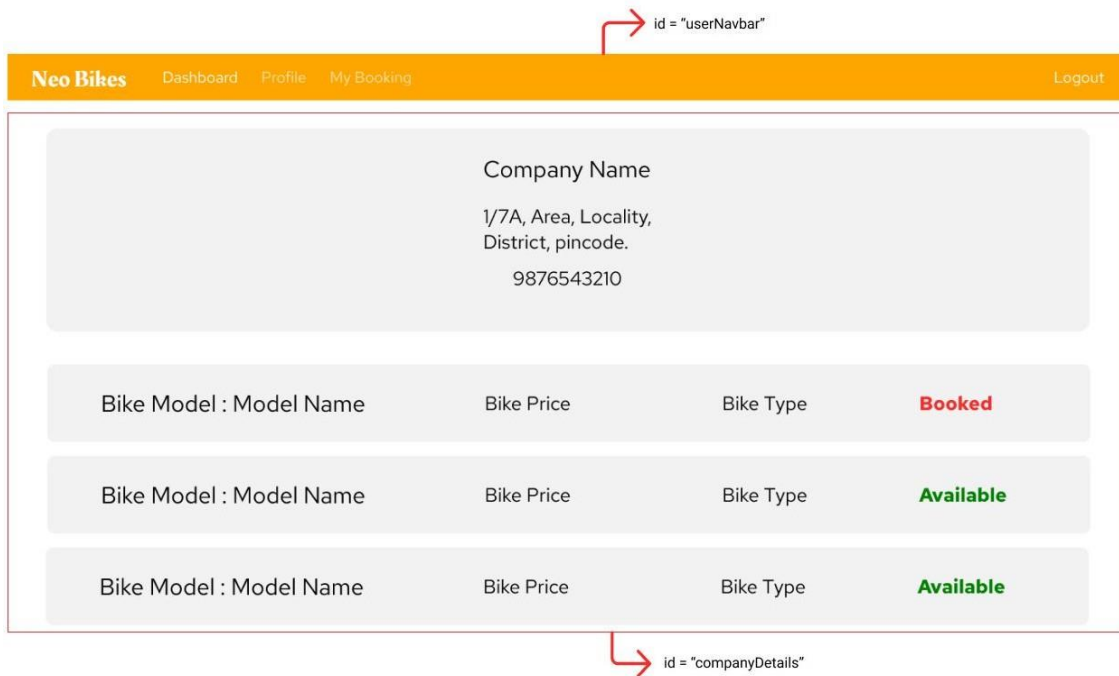 id = “userNavbar”
Neo Bikes Dashboard Profile My Booking Logout
Company Name
1/7A, Area, Locality,
District, pincode.
9876543210
Bike Model : Model Name Bike Price Bike Type Booked
Bike Model : Model Name Bike Price Bike Type Available
Bike Model : Model Name Bike Price Bike Type Available
id = “companyDetails”